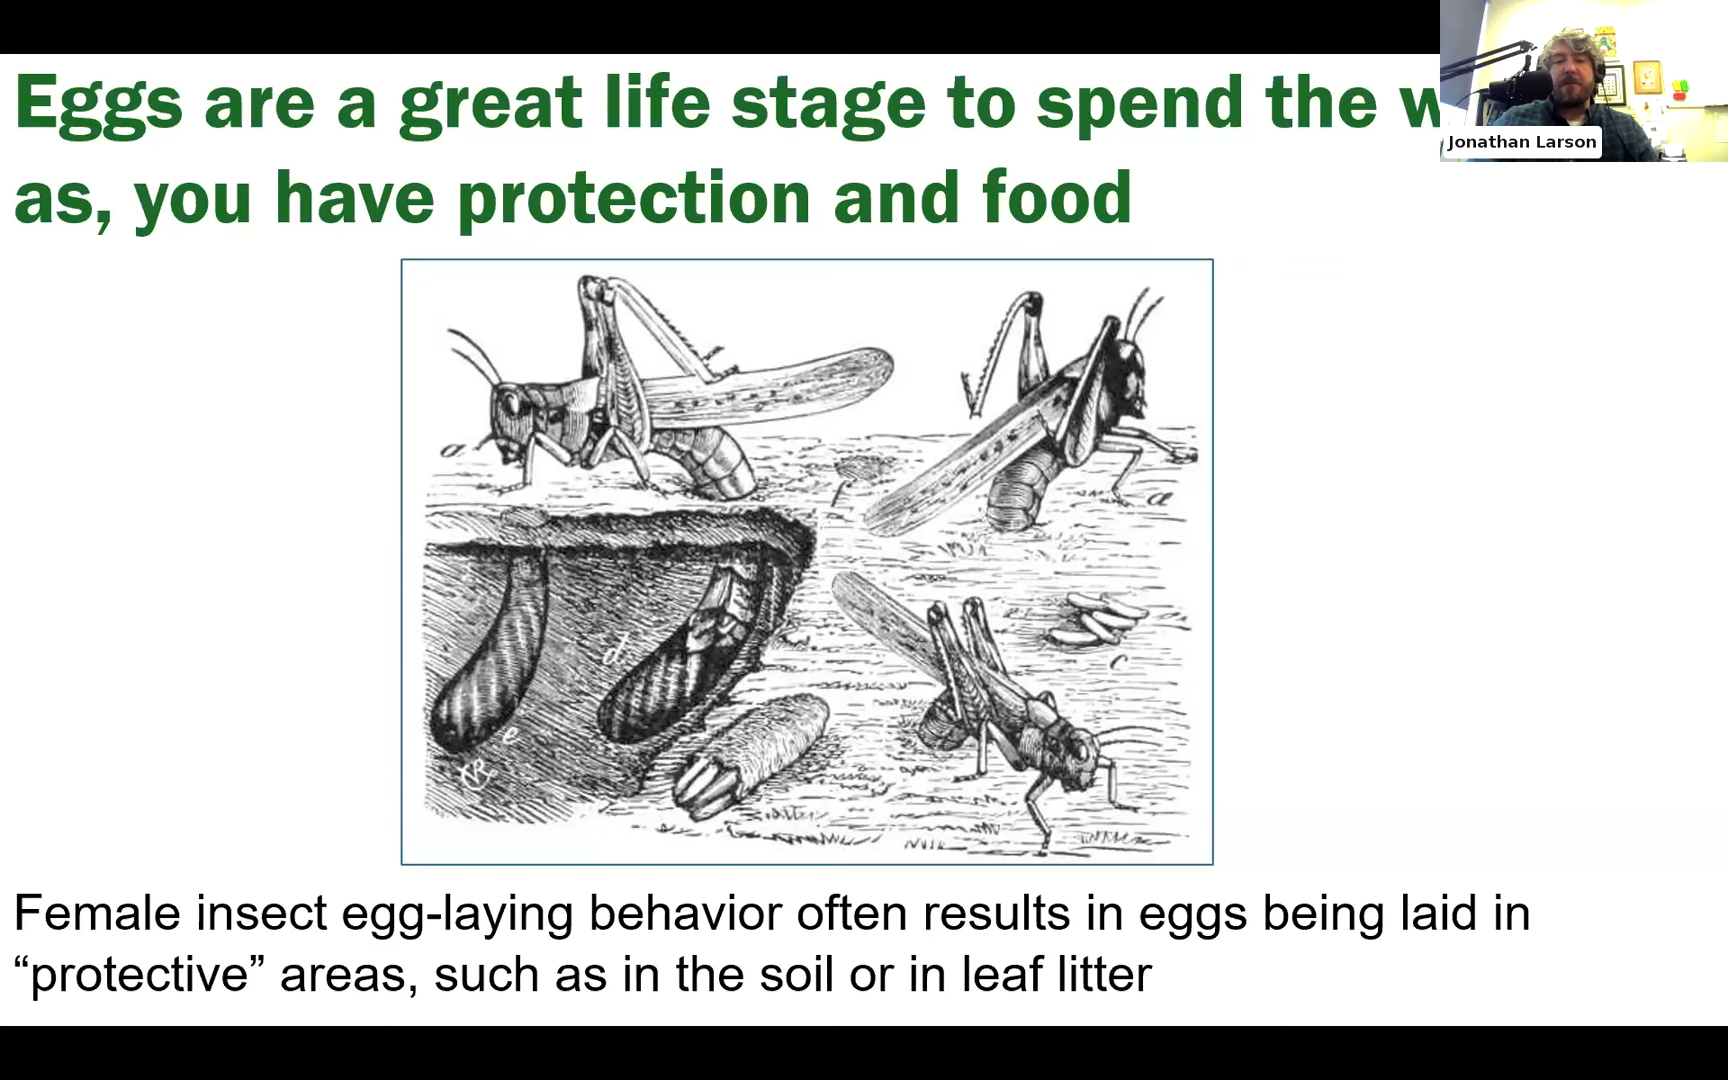 Eggs are a great life stage to spend the w
as, you have protection and food
Jonathan Larson
a
a
f
c
d
e
Female insect egg-laying behavior often results in eggs being laid in
“protective” areas, such as in the soil or in leaf litter